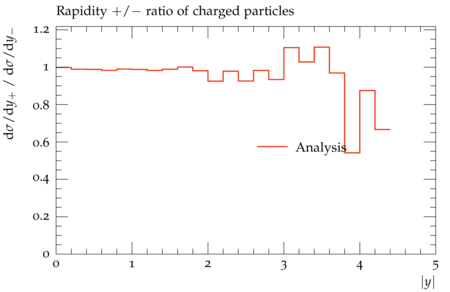 Rapidity +/− ratio of charged particles
dσ/dy₊ / dσ/dy₋
1.2
1
0.8
0.6
0.4
0.2
0
Analysis
0 1 2 3 4 5
|y|